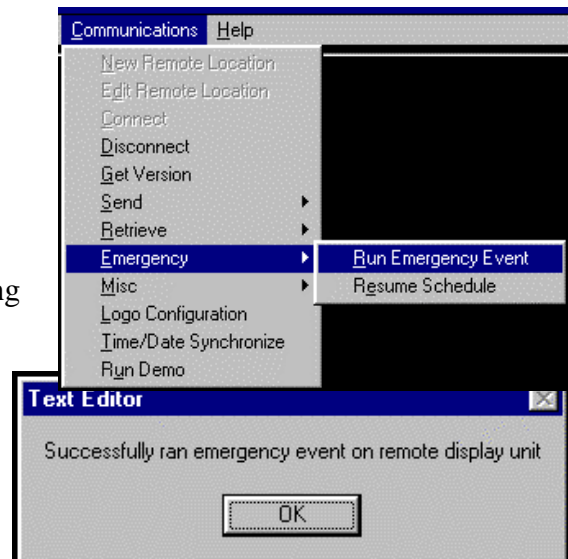 Communications Help
New Remote Location
Edit Remote Location
Connect
Disconnect
Get Version
Send
Retrieve
Emergency
Run Emergency Event
Misc
Resume Schedule
Logo Configuration
Time/Date Synchronize
Run Demo
Text Editor
Successfully ran emergency event on remote display unit
OK